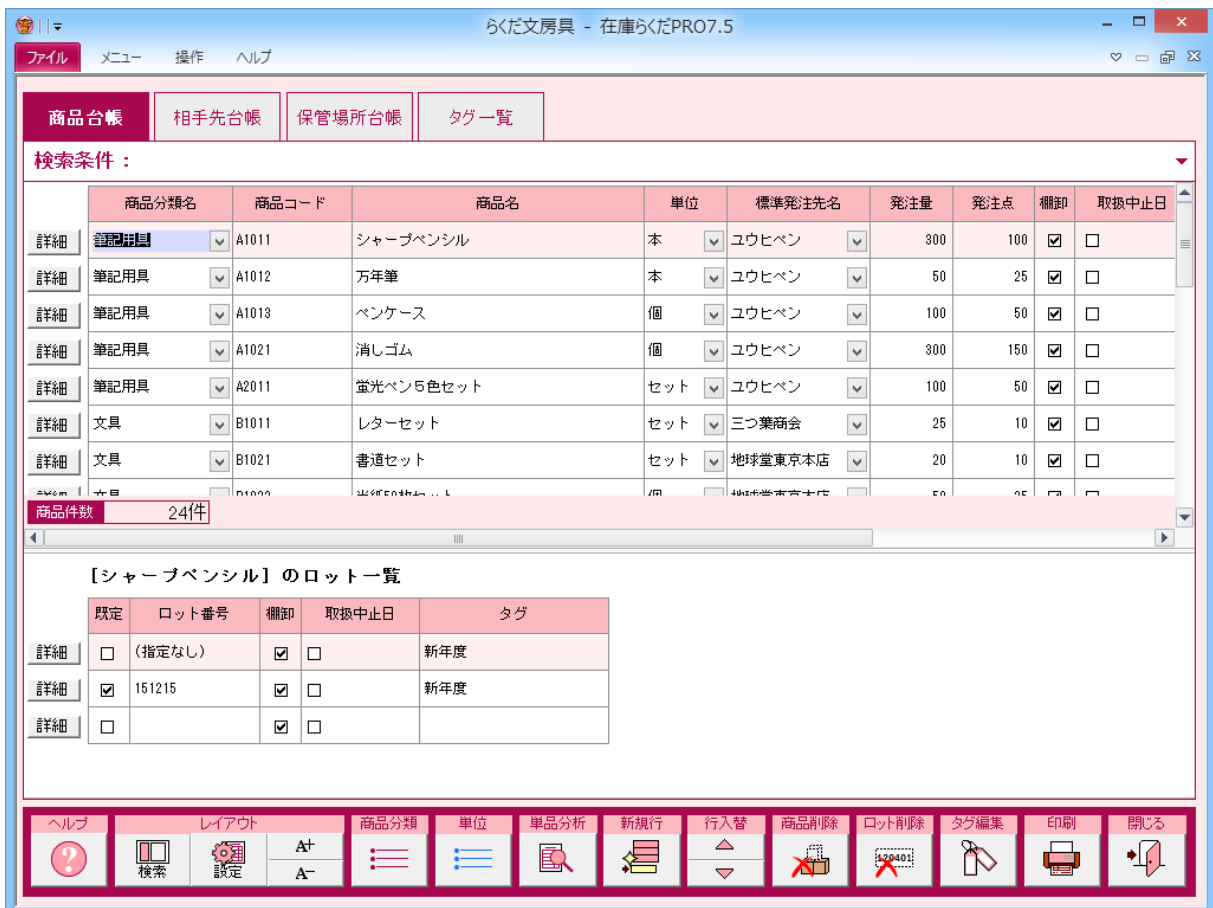 らくだ文房具 - 在庫らくだPRO7.5
ファイル メニュー 操作 ヘルプ
商品台帳 相手先台帳 保管場所台帳 タグ一覧
検索条件：
商品分類名 商品コード 商品名 単位 標準発注先名 発注量 発注点 棚卸 取扱中止日
詳細 筆記用具 A1011 シャープペンシル 本 ユウヒペン 300 100
詳細 筆記用具 A1012 万年筆 本 ユウヒペン 50 25
詳細 筆記用具 A1013 ペンケース 個 ユウヒペン 100 50
詳細 筆記用具 A1021 消しゴム 個 ユウヒペン 300 150
詳細 筆記用具 A2011 蛍光ペン５色セット セット ユウヒペン 100 50
詳細 文具 B1011 レターセット セット 三つ葉商会 25 10
詳細 文具 B1021 書道セット セット 地球堂東京本店 20 10
商品件数 24件
[シャープペンシル] のロット一覧
既定 ロット番号 棚卸 取扱中止日 タグ
詳細 (指定なし) 新年度
詳細 151215 新年度
詳細
ヘルプ レイアウト 商品分類 単位 単品分析 新規行 行入替 商品削除 ロット削除 タグ編集 印刷 閉じる
検索 設定 A+ A- 120401